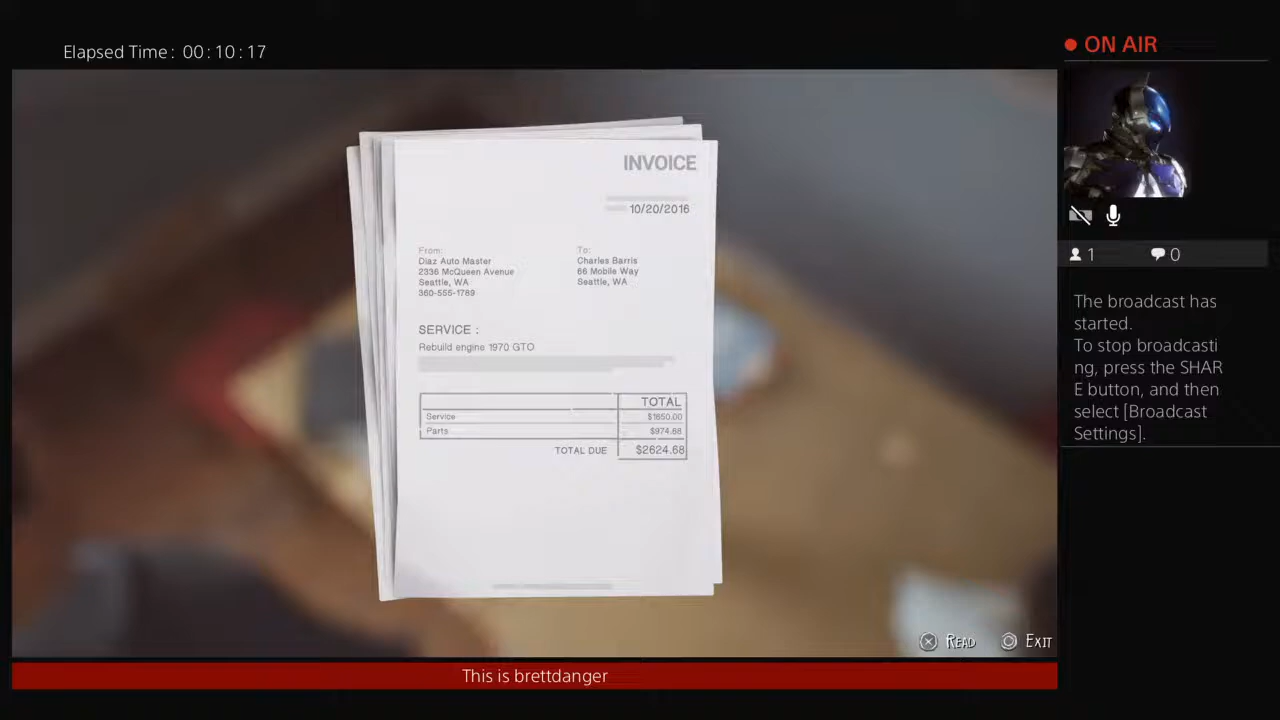 Elapsed Time: 00:10:17
ON AIR
INVOICE
10/20/2016
From:
Diaz Auto Master
2336 McQueen Avenue
Seattle, WA
360-555-1789
To:
Charles Barris
66 Mobile Way
Seattle, WA
SERVICE :
Rebuild engine 1970 GTO
TOTAL
Service $1650.00
Parts $974.68
TOTAL DUE $2624.68
Read Exit
This is brettdanger
1 0
The broadcast has
started.
To stop broadcasti
ng, press the SHAR
E button, and then
select [Broadcast
Settings].